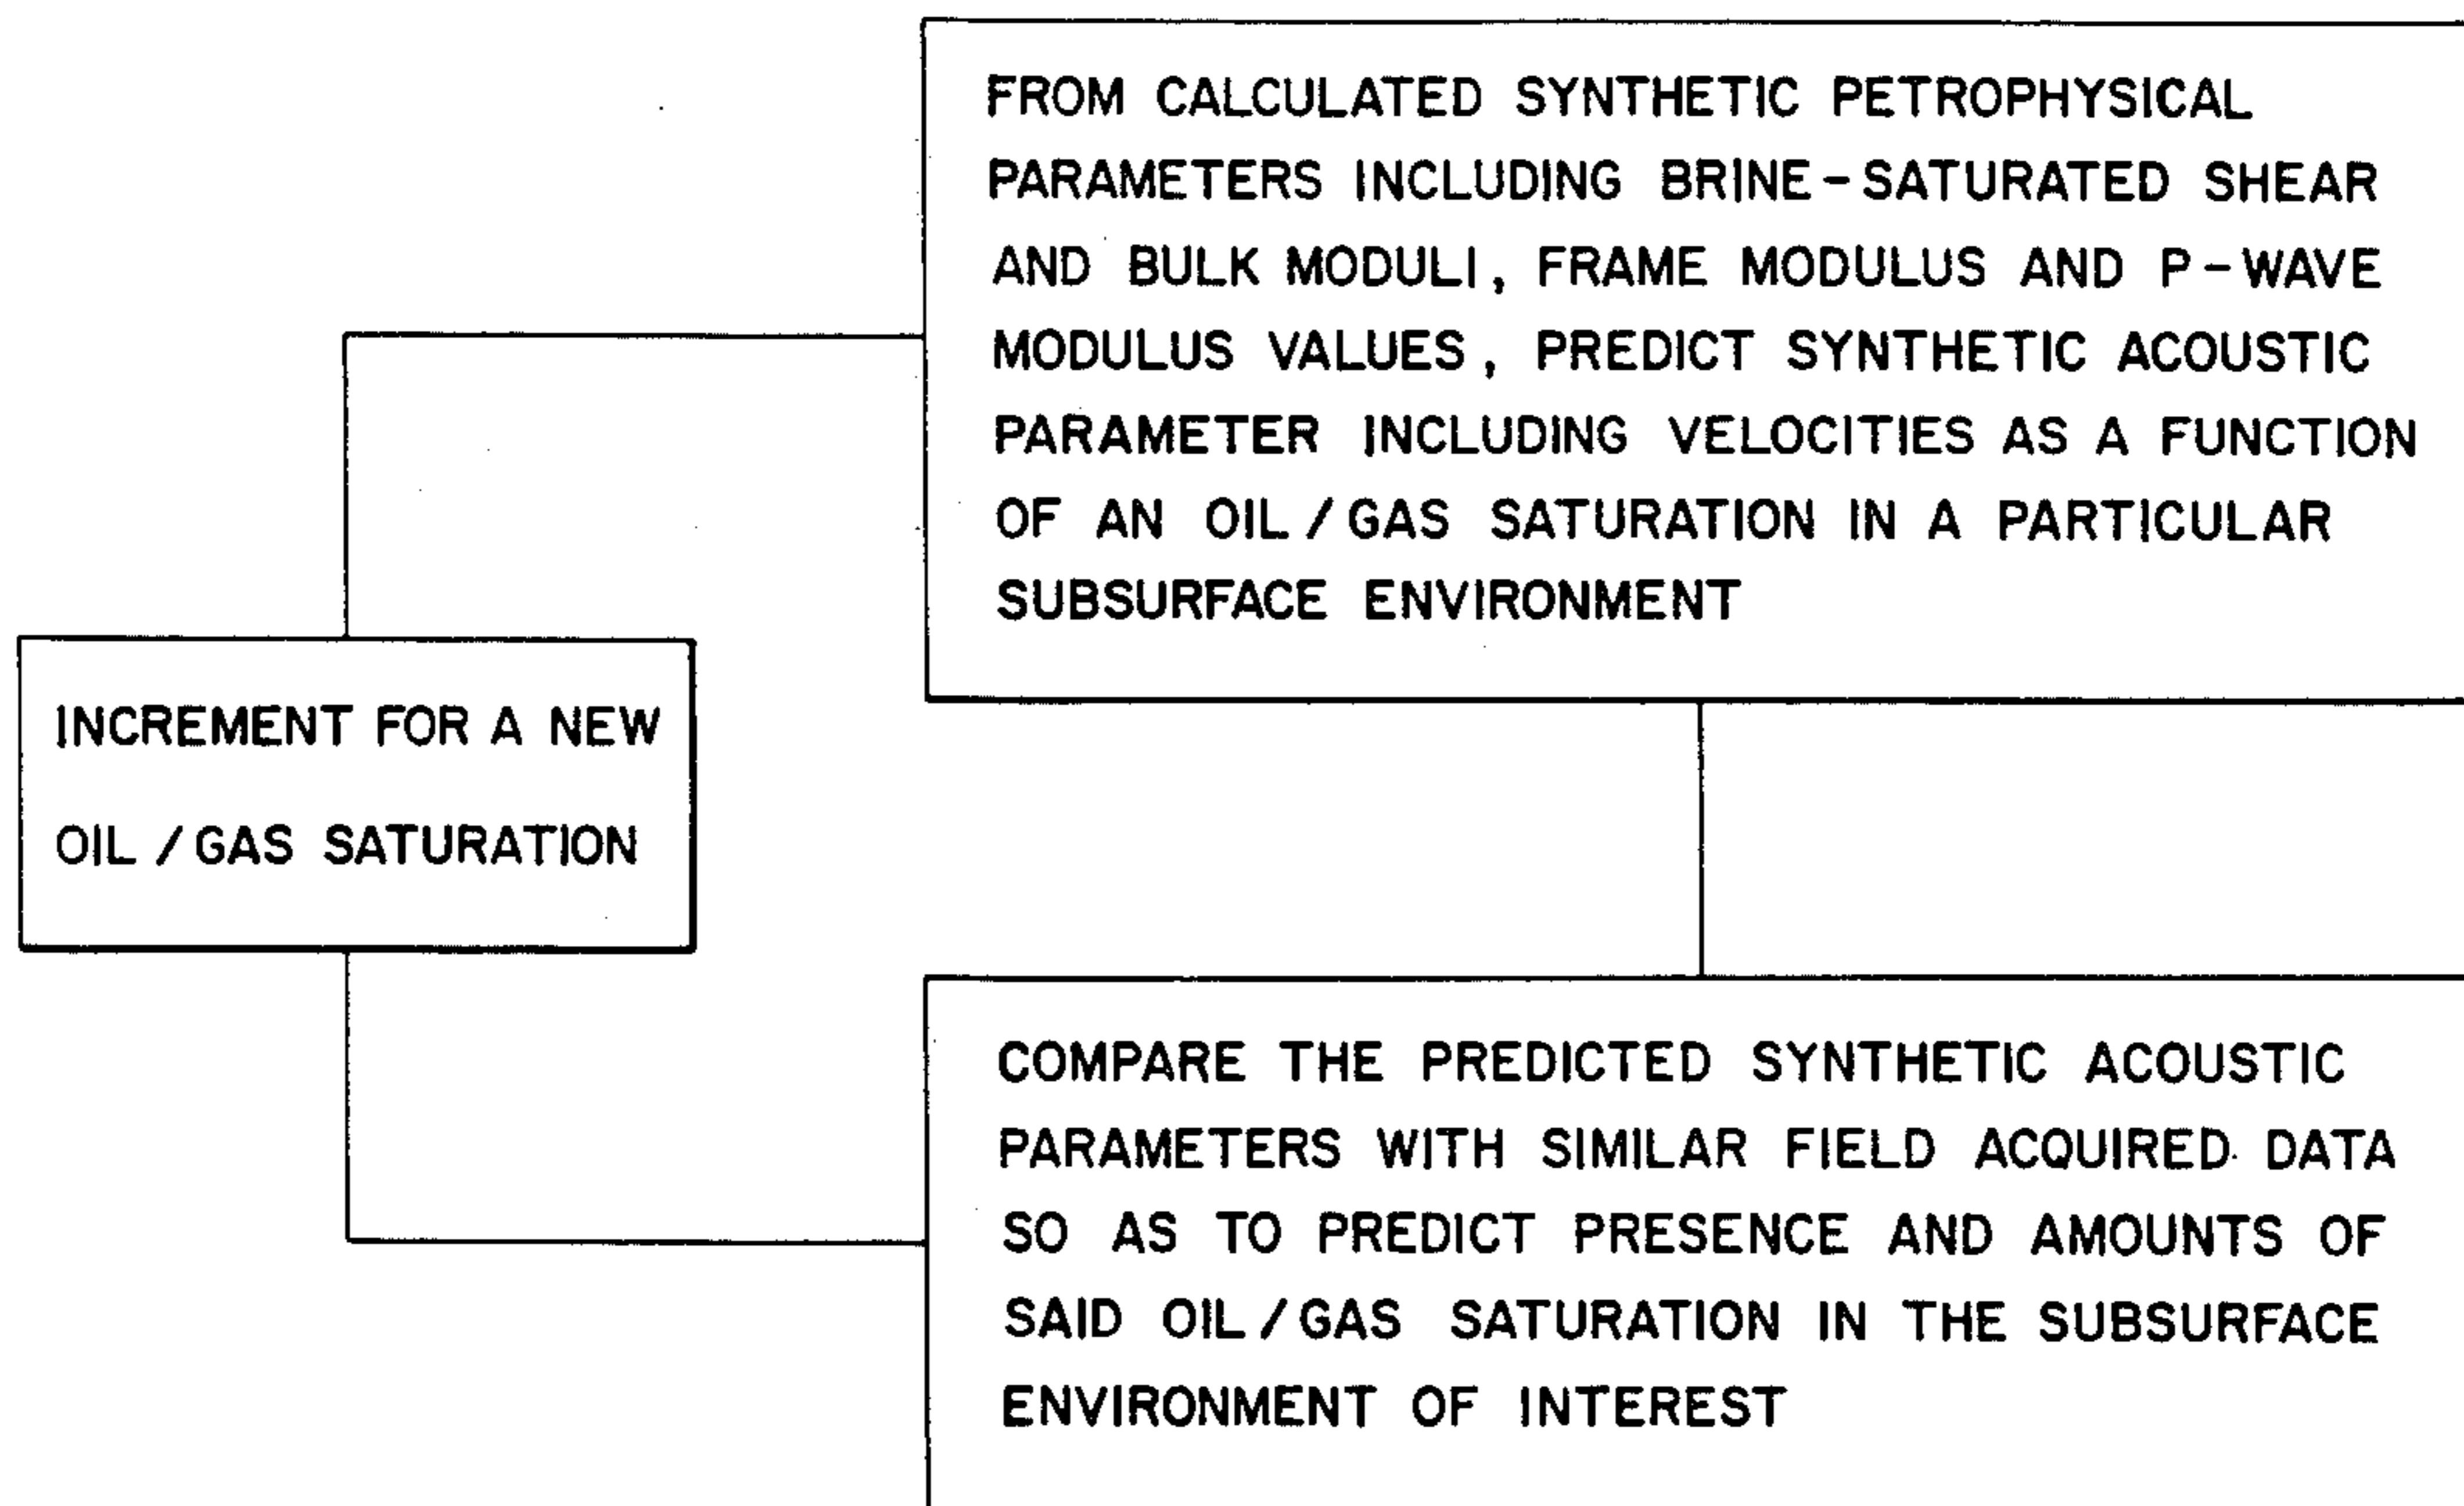 FROM CALCULATED SYNTHETIC PETROPHYSICAL
PARAMETERS INCLUDING BRINE-SATURATED SHEAR
AND BULK MODULI, FRAME MODULUS AND P-WAVE
MODULUS VALUES, PREDICT SYNTHETIC ACOUSTIC
PARAMETER INCLUDING VELOCITIES AS A FUNCTION
OF AN OIL/GAS SATURATION IN A PARTICULAR
SUBSURFACE ENVIRONMENT
INCREMENT FOR A NEW
OIL/GAS SATURATION
COMPARE THE PREDICTED SYNTHETIC ACOUSTIC
PARAMETERS WITH SIMILAR FIELD ACQUIRED DATA
SO AS TO PREDICT PRESENCE AND AMOUNTS OF
SAID OIL/GAS SATURATION IN THE SUBSURFACE
ENVIRONMENT OF INTEREST